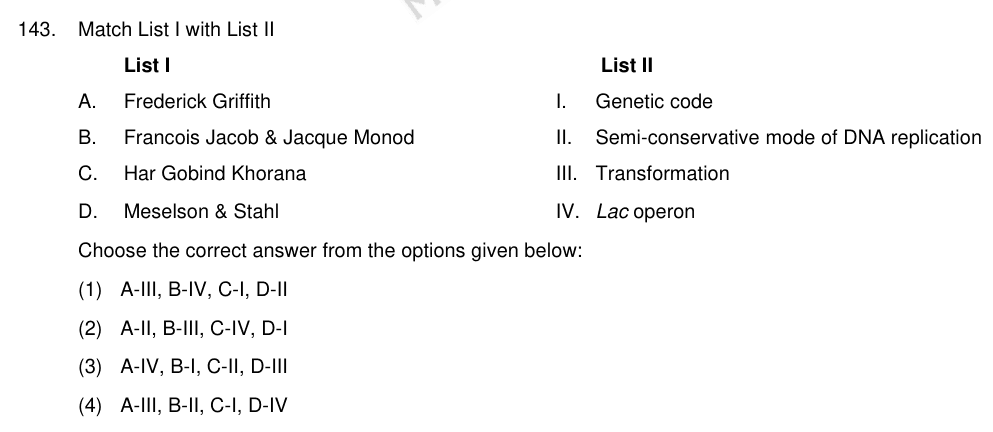 143. Match List I with List II
List I List II
A. Frederick Griffith I. Genetic code
B. Francois Jacob & Jacque Monod II. Semi-conservative mode of DNA replication
C. Har Gobind Khorana III. Transformation
D. Meselson & Stahl IV. Lac operon
Choose the correct answer from the options given below:
(1) A-III, B-IV, C-I, D-II
(2) A-II, B-III, C-IV, D-I
(3) A-IV, B-I, C-II, D-III
(4) A-III, B-II, C-I, D-IV